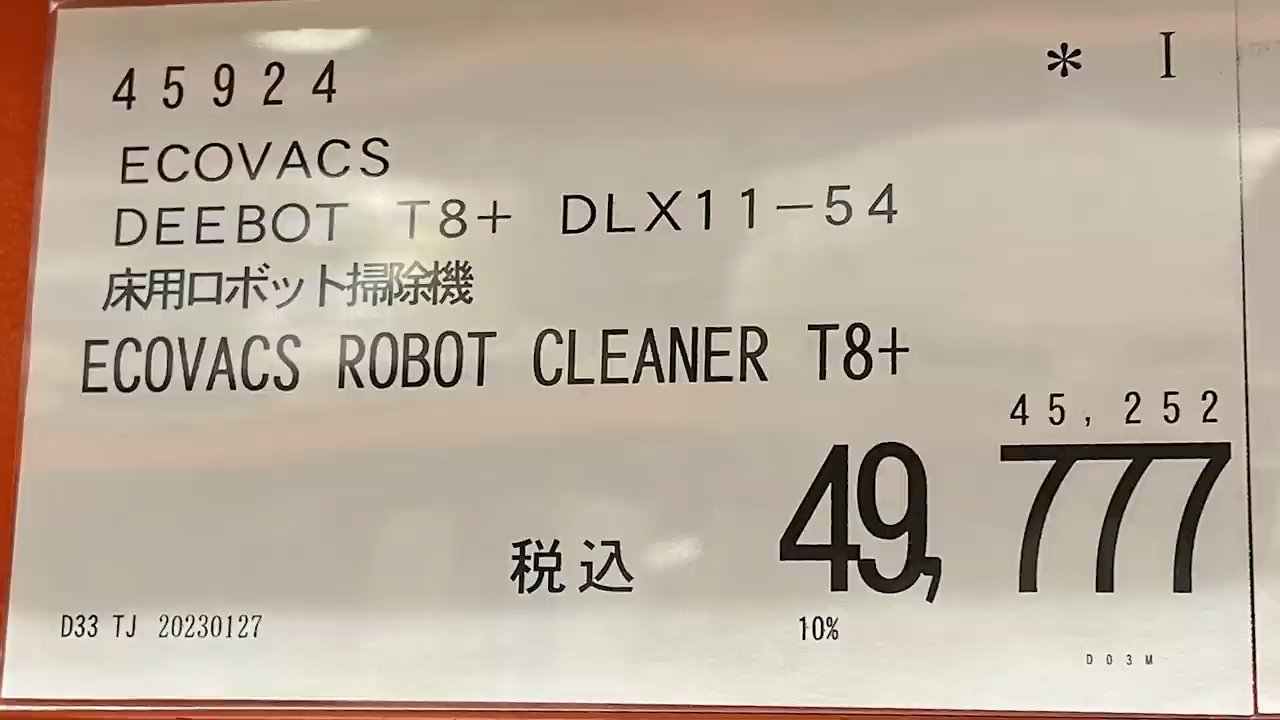 45924
* I
ECOVACS
DEEBOT T8+ DLX11-54
床用ロボット掃除機
ECOVACS ROBOT CLEANER T8+
45,252
税込 49,777
D33 TJ 20230127
10%
D03M